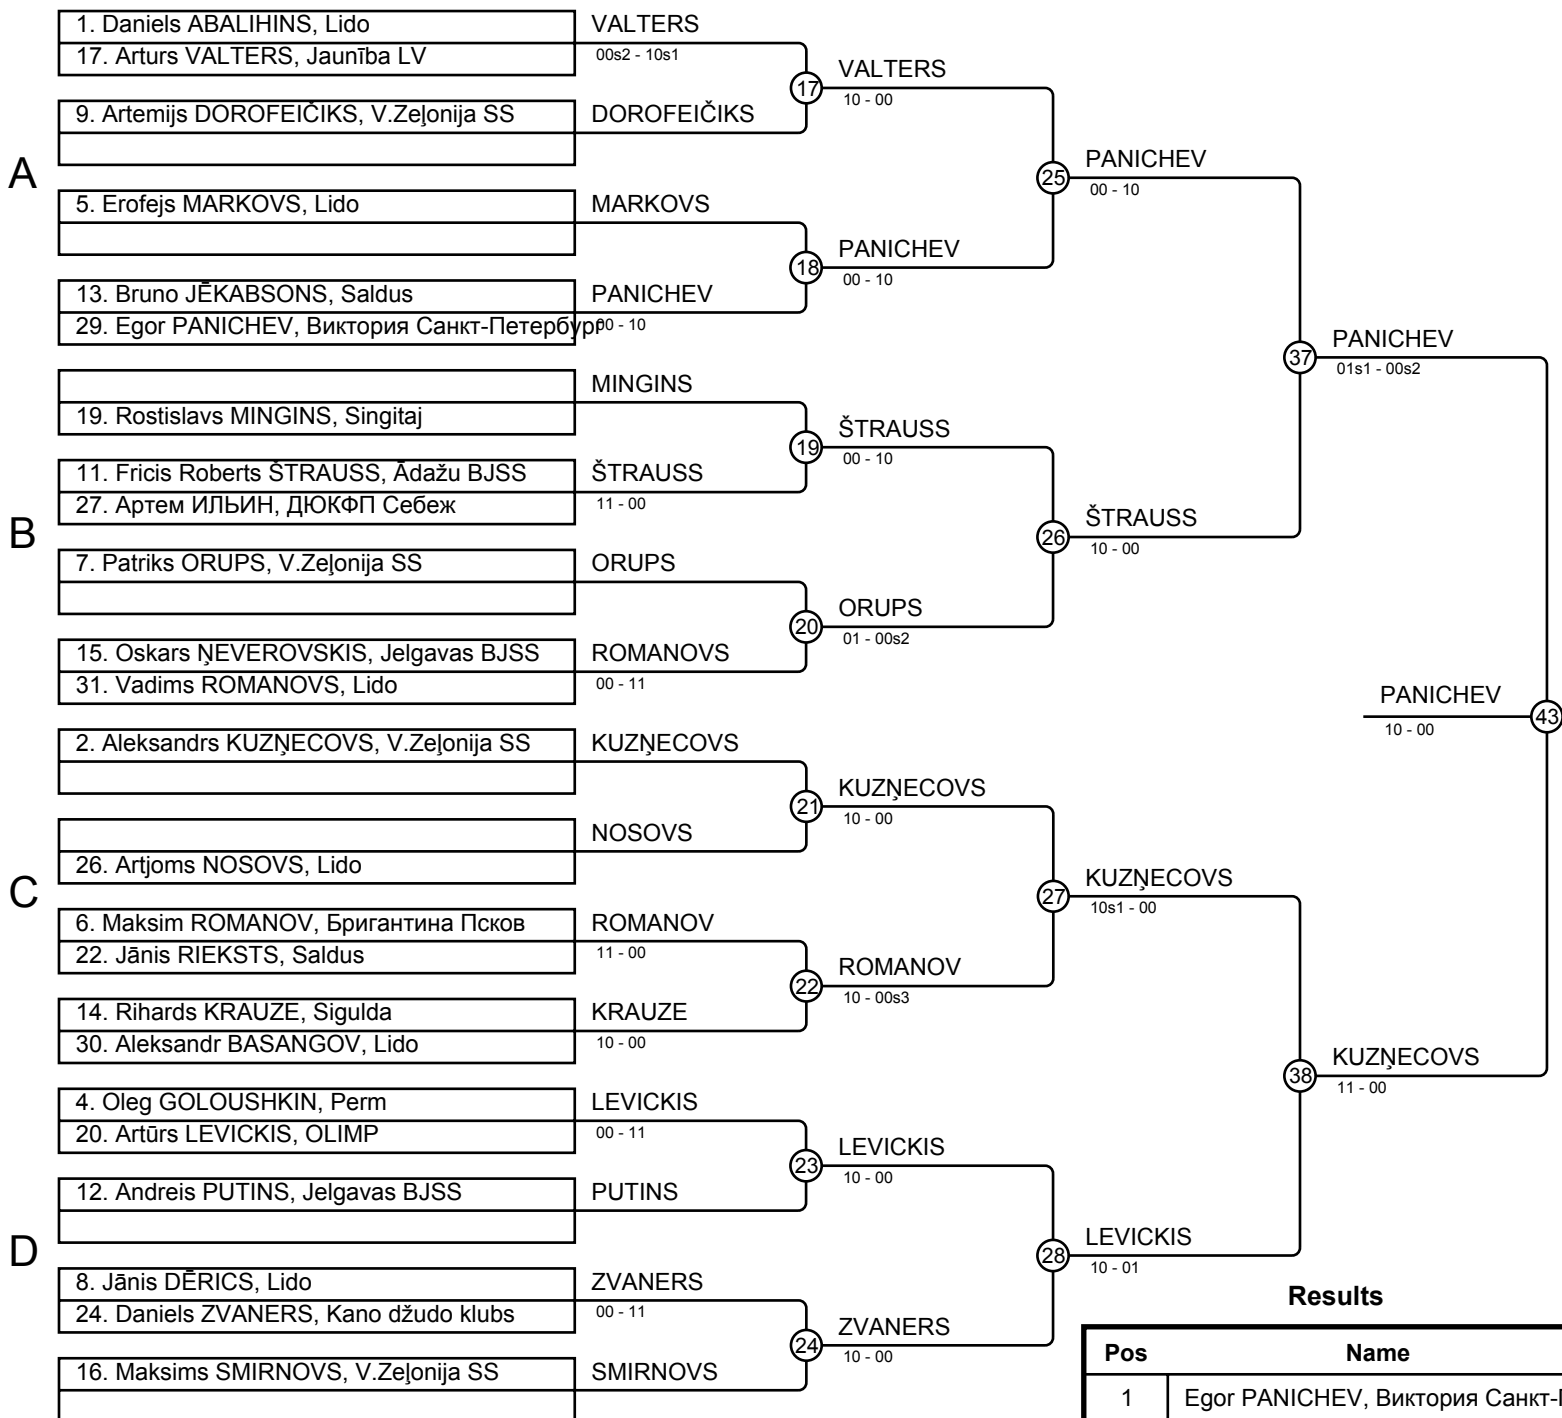 1. Daniels ABALIHINS, Lido
17. Arturs VALTERS, Jaunība LV
VALTERS
00s2 - 10s1
9. Artemijs DOROFEIČIKS, V.Zeļonija SS
DOROFEIČIKS
17
VALTERS
10 - 00
A
5. Erofejs MARKOVS, Lido
MARKOVS
13. Bruno JĒKABSONS, Saldus
29. Egor PANICHEV, Виктория Санкт-Петербург
PANICHEV
00 - 10
18
PANICHEV
00 - 10
25
PANICHEV
00 - 10
19. Rostislavs MINGINS, Singitaj
MINGINS
11. Fricis Roberts ŠTRAUSS, Ādažu BJSS
27. Артем ИЛЬИН, ДЮКФП Себеж
ŠTRAUSS
11 - 00
19
ŠTRAUSS
00 - 10
B
7. Patriks ORUPS, V.Zeļonija SS
ORUPS
15. Oskars ŅEVEROVSKIS, Jelgavas BJSS
31. Vadims ROMANOVS, Lido
ROMANOVS
00 - 11
20
ORUPS
01 - 00s2
26
ŠTRAUSS
10 - 00
37
PANICHEV
01s1 - 00s2
2. Aleksandrs KUZŅECOVS, V.Zeļonija SS
KUZŅECOVS
26. Artjoms NOSOVS, Lido
NOSOVS
21
KUZŅECOVS
10 - 00
C
6. Maksim ROMANOV, Бригантина Псков
22. Jānis RIEKSTS, Saldus
ROMANOV
11 - 00
14. Rihards KRAUZE, Sigulda
30. Aleksandr BASANGOV, Lido
KRAUZE
10 - 00
22
ROMANOV
10 - 00s3
27
KUZŅECOVS
10s1 - 00
4. Oleg GOLOUSHKIN, Perm
20. Artūrs LEVICKIS, OLIMP
LEVICKIS
00 - 11
12. Andreis PUTINS, Jelgavas BJSS
PUTINS
23
LEVICKIS
10 - 00
D
8. Jānis DĒRICS, Lido
24. Daniels ZVANERS, Kano džudo klubs
ZVANERS
00 - 11
16. Maksims SMIRNOVS, V.Zeļonija SS
SMIRNOVS
24
ZVANERS
10 - 00
28
LEVICKIS
10 - 01
38
KUZŅECOVS
11 - 00
PANICHEV
10 - 00
43
Results
Pos Name
1 Egor PANICHEV, Виктория Санкт-